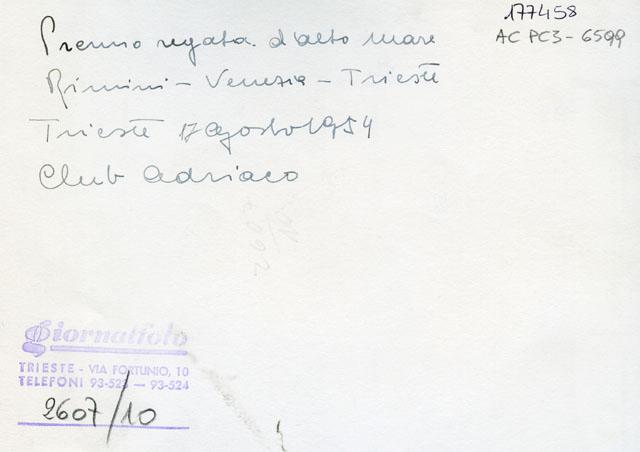 177458
AC PC3-6599
Premio regata d'alto mare
Rimini - Venezia - Trieste
Trieste 17 agosto 1954
Club Adriaco
Giornalfoto
TRIESTE - VIA FORTUNIO, 10
TELEFONI 93-523 — 93-524
2607/10